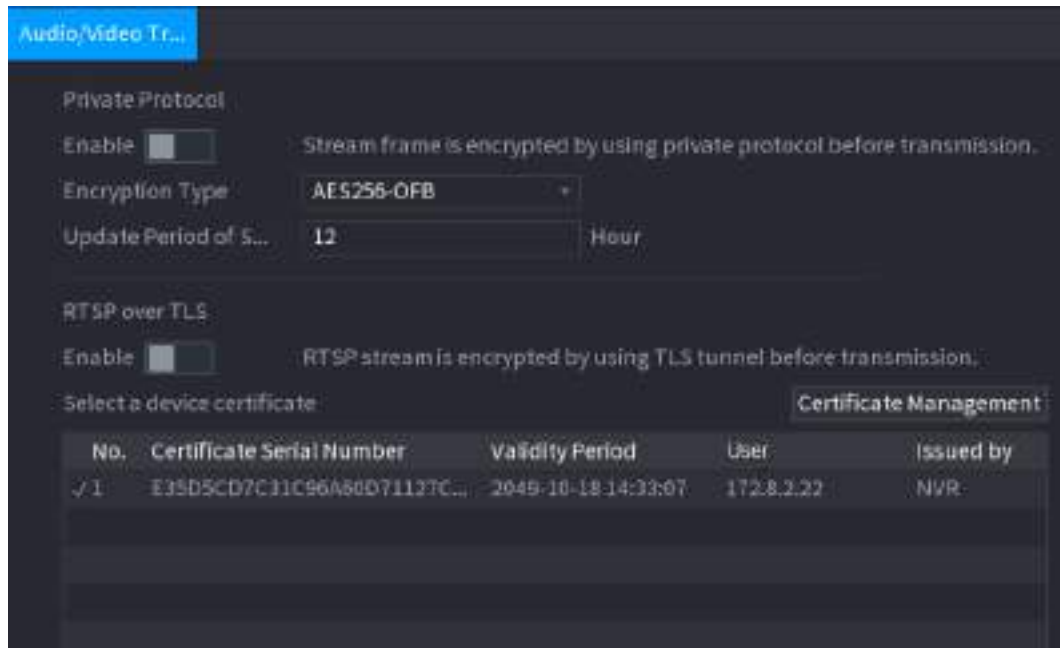 Audio/Video Tr...
Private Protocol
Enable Stream frame is encrypted by using private protocol before transmission.
Encryption Type AES256-OFB
Update Period of S... 12 Hour
RTSP over TLS
Enable RTSP stream is encrypted by using TLS tunnel before transmission.
Select a device certificate Certificate Management
No. Certificate Serial Number Validity Period User Issued by
✓ 1 2049-10-18 14:33:07 172.8.2.22 NVR